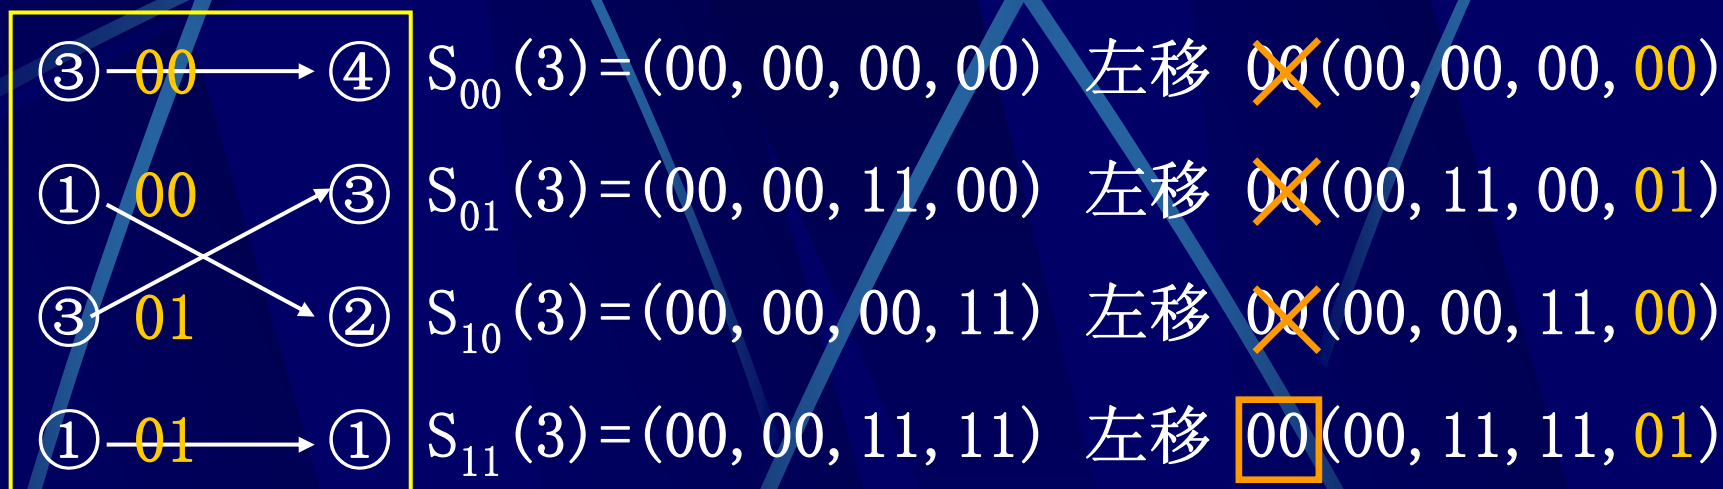 ③ 00 ④ S₀₀(3)=(00,00,00,00) 左移 00(00,00,00,00)
① 00 ③ S₀₁(3)=(00,00,11,00) 左移 00(00,11,00,01)
③ 01 ② S₁₀(3)=(00,00,00,11) 左移 00(00,00,11,00)
① 01 ① S₁₁(3)=(00,00,11,11) 左移 00(00,11,11,01)